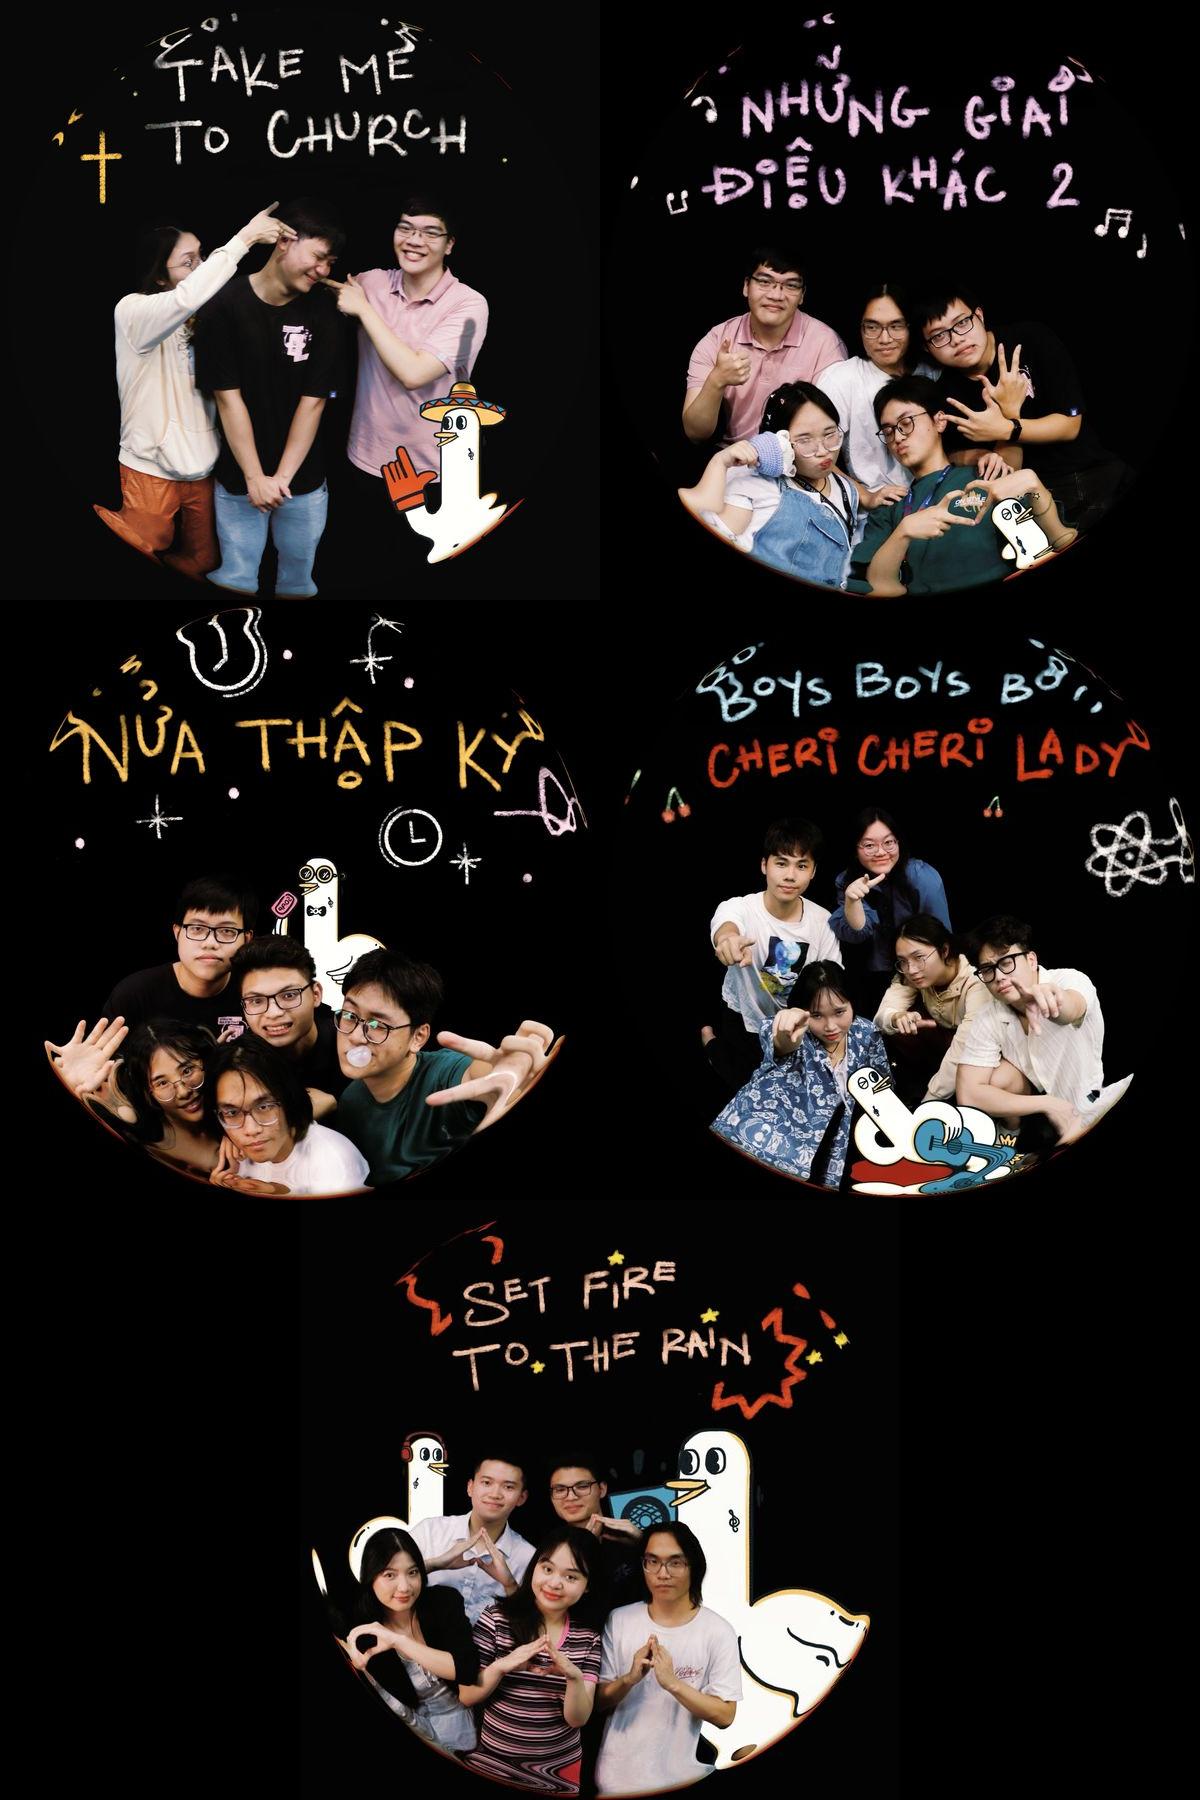 TAKE ME
TO CHURCH
NHỮNG GIAI
ĐIỆU KHÁC 2
NỬA THẬP KỶ
BOYS BOYS BOY
CHERI CHERI LADY
SET FIRE
TO THE RAIN